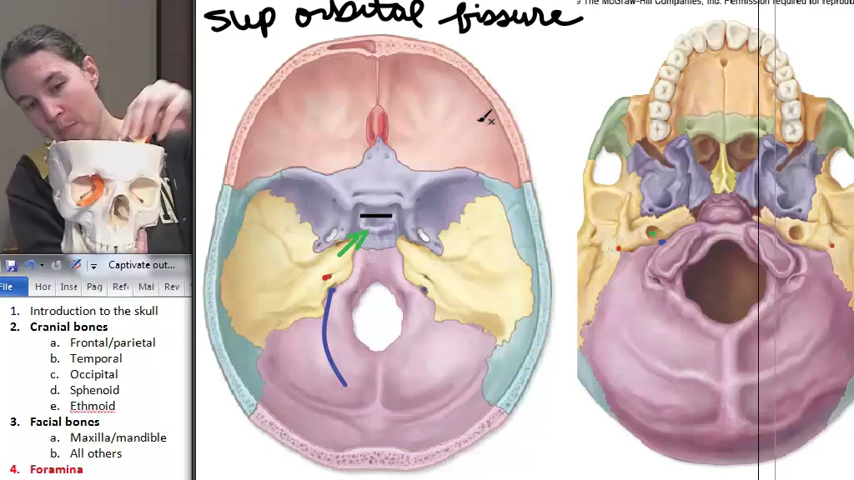 sup orbital fissure
9 The McGraw-Hill Companies, Inc. Permission required for reprodu
Captivate out...
File Hor Inse Pag Refe Mai Rev
1. Introduction to the skull
2. Cranial bones
a. Frontal/parietal
b. Temporal
c. Occipital
d. Sphenoid
e. Ethmoid
3. Facial bones
a. Maxilla/mandible
b. All others
4. Foramina